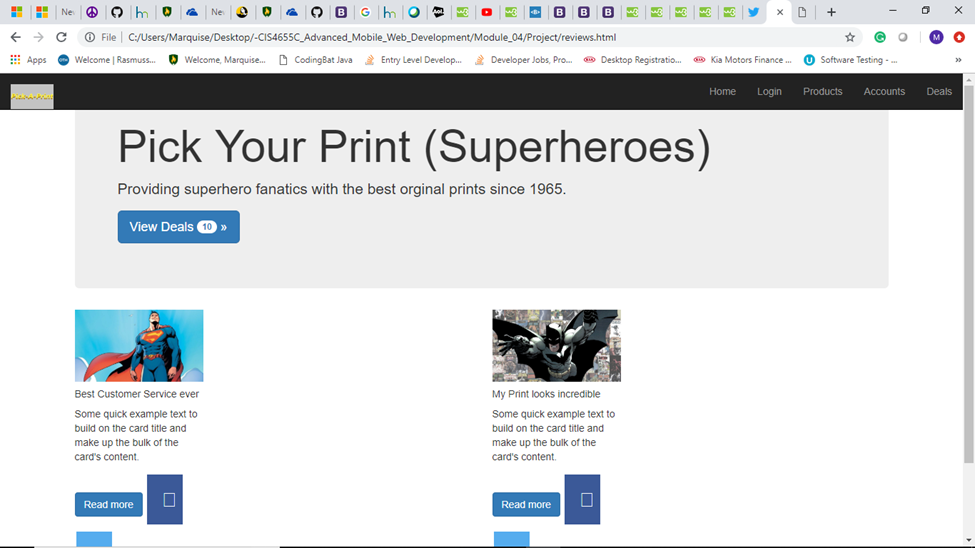 Ne
Ne
File C:/Users/Marquise/Desktop/-CIS4655C_Advanced_Mobile_Web_Development/Module_04/Project/reviews.html
M
Apps Welcome | Rasmuss... Welcome, Marquise... CodingBat Java Entry Level Develop... Developer Jobs, Pro... Desktop Registratio... Kia Motors Finance ... Software Testing - ... »
Pick-A-Print Home Login Products Accounts Deals
Pick Your Print (Superheroes)
Providing superhero fanatics with the best orginal prints since 1965.
View Deals 10 »
Best Customer Service ever
Some quick example text to
build on the card title and
make up the bulk of the
card's content.
Read more
My Print looks incredible
Some quick example text to
build on the card title and
make up the bulk of the
card's content.
Read more